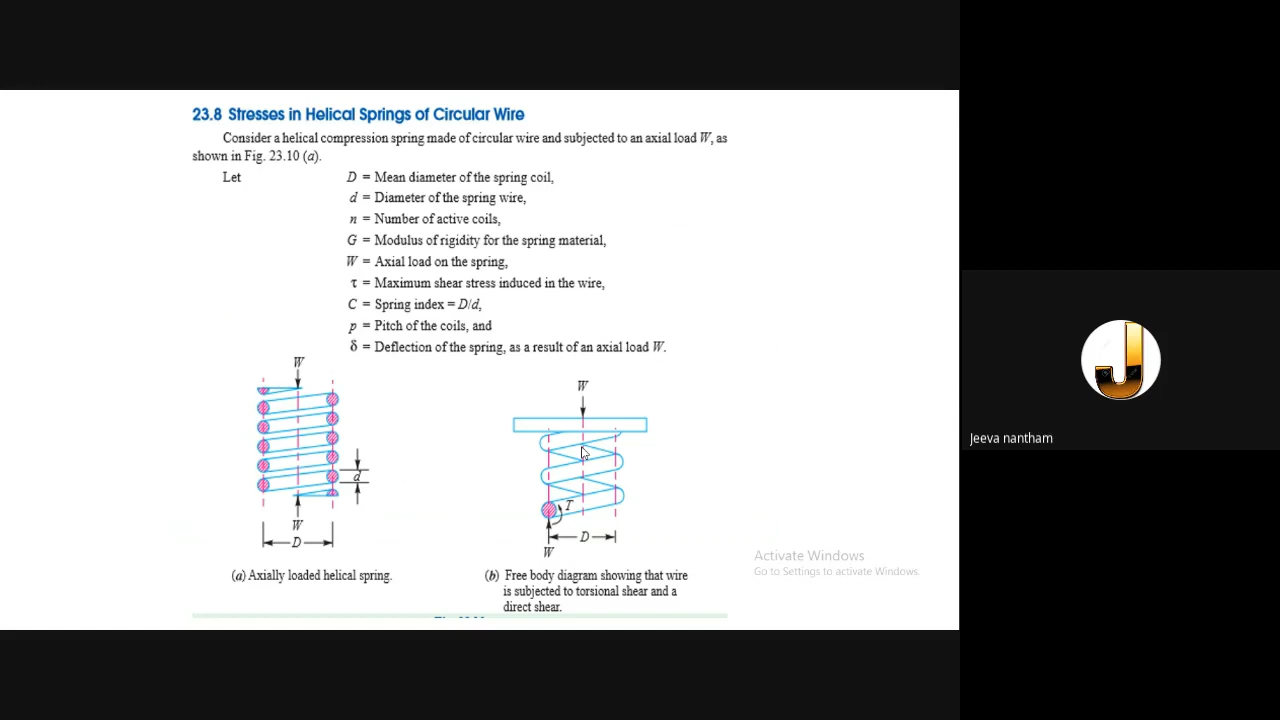 23.8 Stresses in Helical Springs of Circular Wire
Consider a helical compression spring made of circular wire and subjected to an axial load W, as
shown in Fig. 23.10 (a).
Let D = Mean diameter of the spring coil,
d = Diameter of the spring wire,
n = Number of active coils,
G = Modulus of rigidity for the spring material,
W = Axial load on the spring,
τ = Maximum shear stress induced in the wire,
C = Spring index = D/d,
p = Pitch of the coils, and
δ = Deflection of the spring, as a result of an axial load W.
W
d
W
D
(a) Axially loaded helical spring.
W
T
D
W
(b) Free body diagram showing that wire
is subjected to torsional shear and a
direct shear.
Activate Windows
Go to Settings to activate Windows.
J
Jeeva nantham